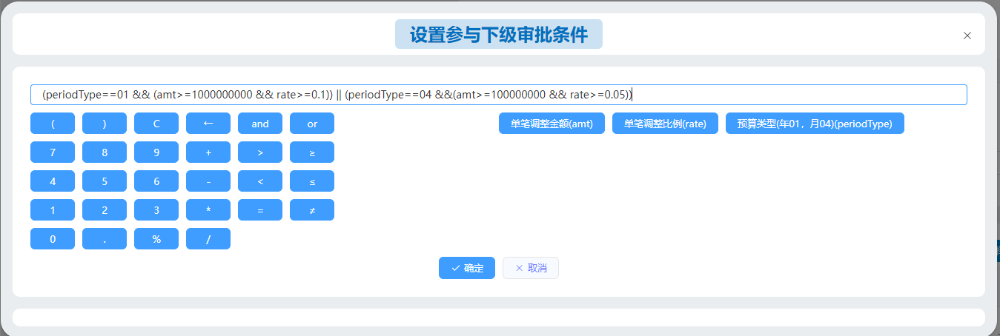 设置参与下级审批条件
(periodType==01 && (amt>=1000000000 && rate>=0.1)) || (periodType==04 &&(amt>=100000000 && rate>=0.05))
( ) C ← and or 单笔调整金额(amt) 单笔调整比例(rate) 预算类型(年01，月04)(periodType)
7 8 9 + > ≥
4 5 6 - < ≤
1 2 3 * = ≠
0 . % /
确定 取消